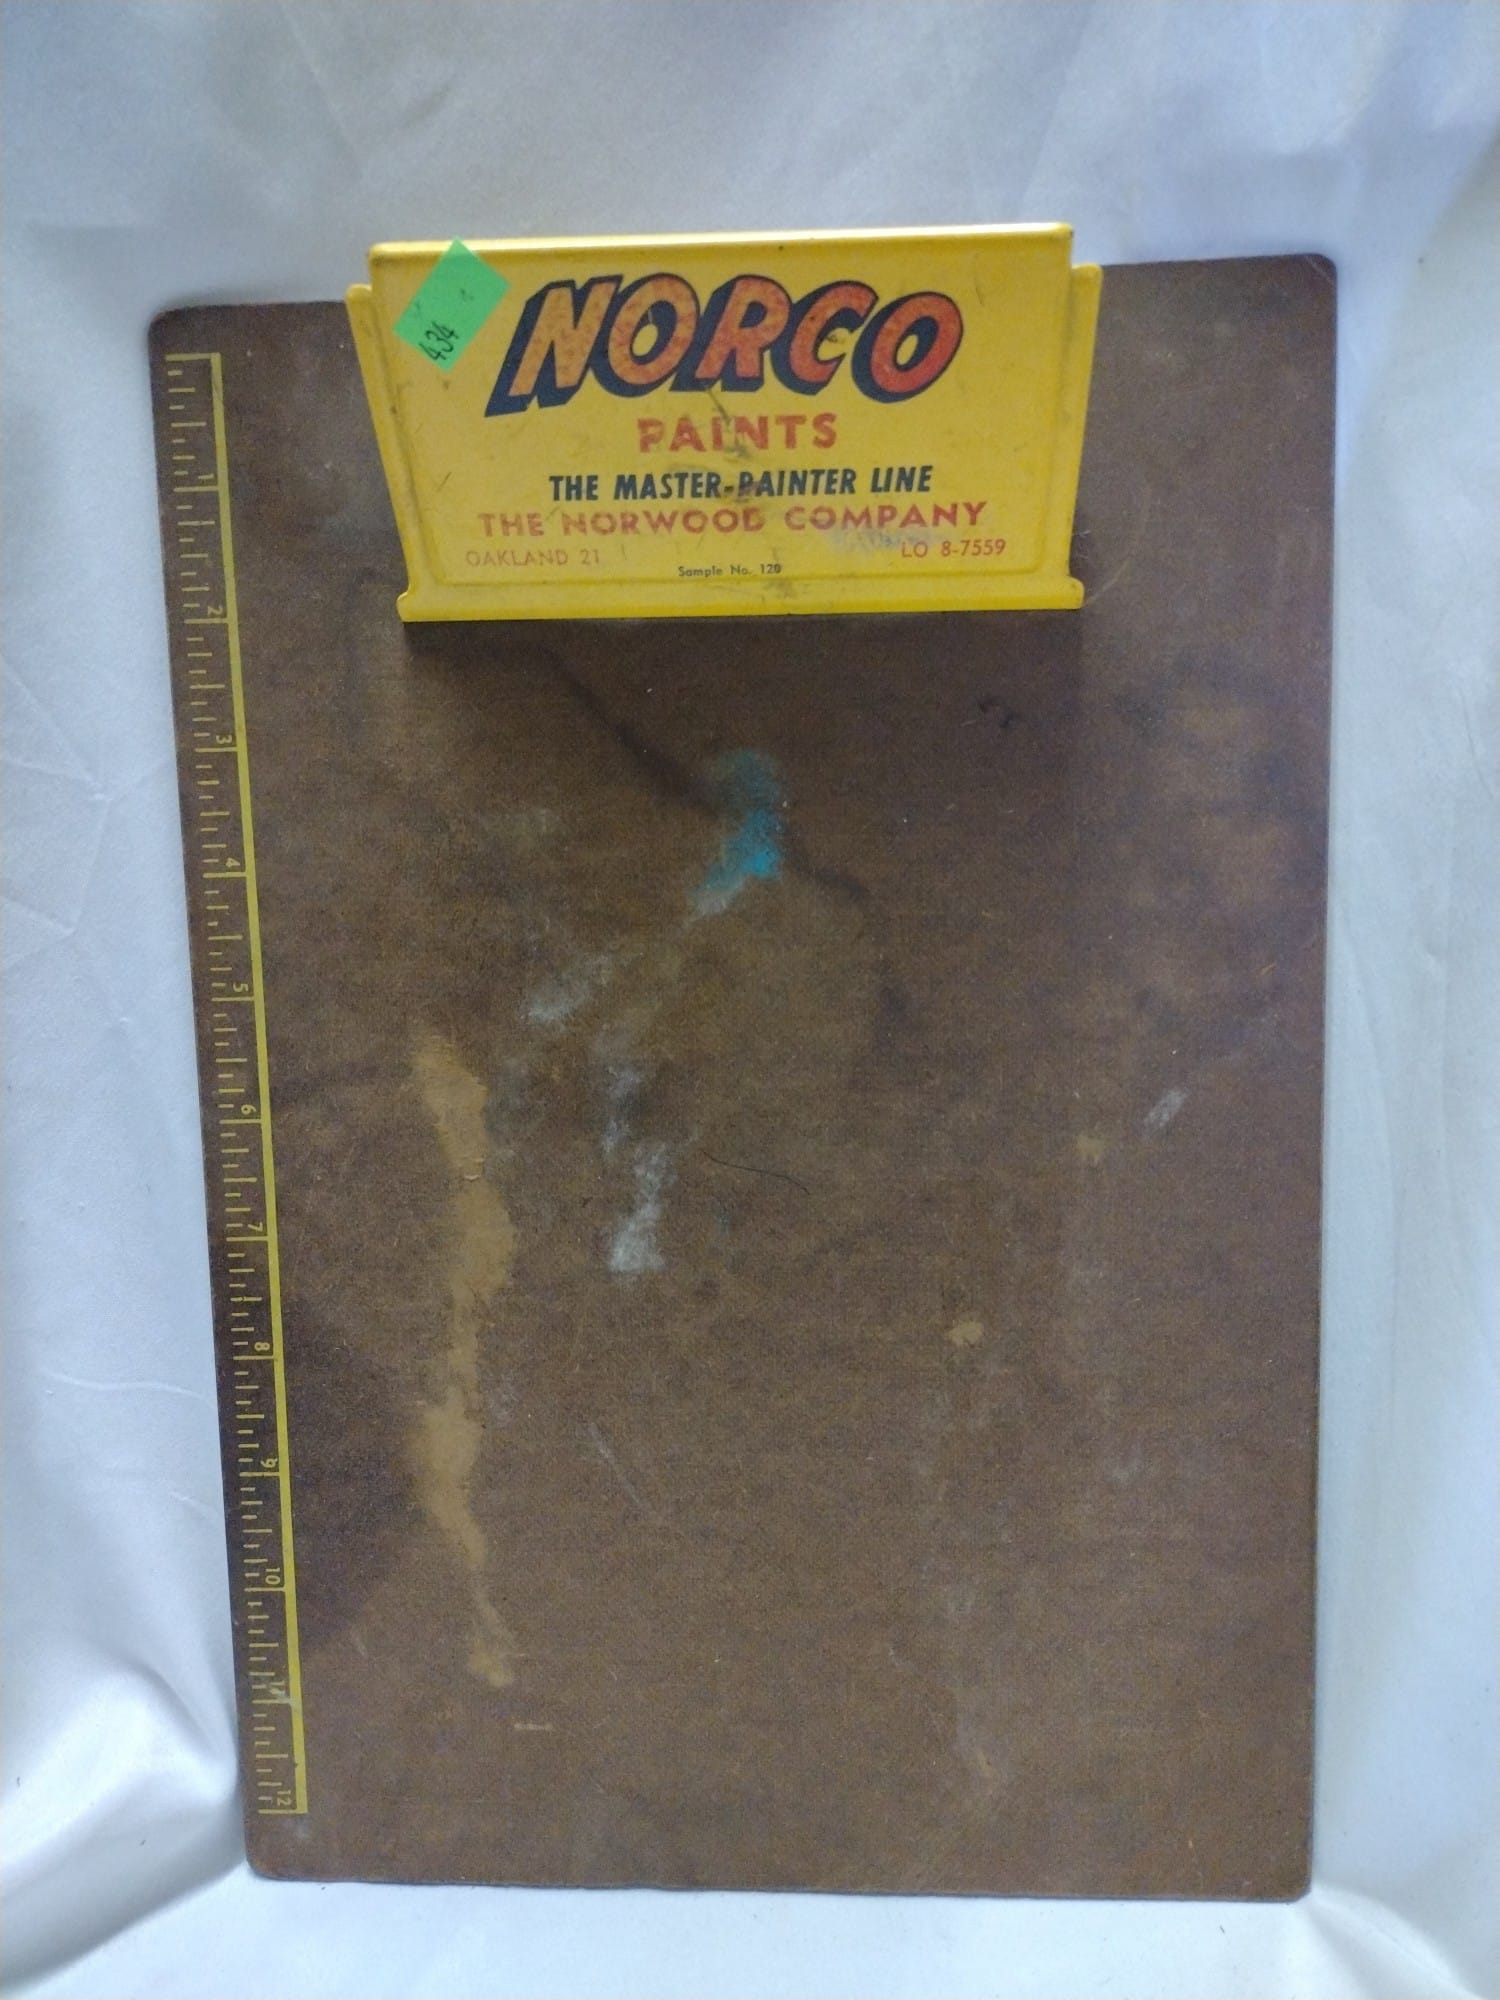 434
NORCO
PAINTS
THE MASTER-PAINTER LINE
THE NORWOOD COMPANY
OAKLAND 21 LO 8-7559
Sample No. 120
1
2
3
4
5
6
7
8
9
10
11
12